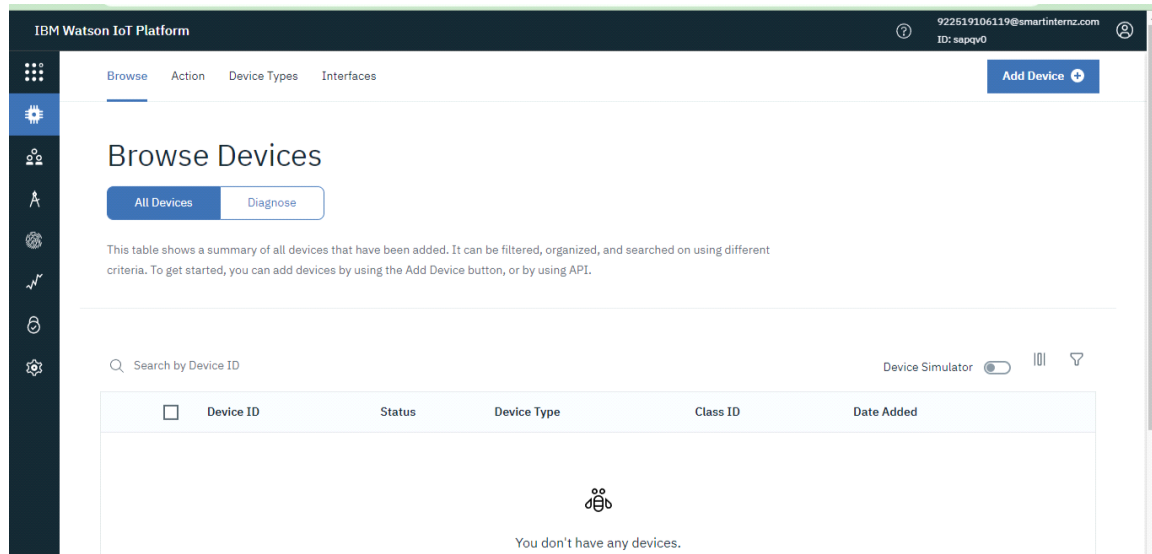 IBM Watson IoT Platform
922519106119@smartinternz.com
ID: sapqv0
Browse Action Device Types Interfaces
Add Device
Browse Devices
All Devices Diagnose
This table shows a summary of all devices that have been added. It can be filtered, organized, and searched on using different
criteria. To get started, you can add devices by using the Add Device button, or by using API.
Search by Device ID
Device Simulator
Device ID Status Device Type Class ID Date Added
You don't have any devices.